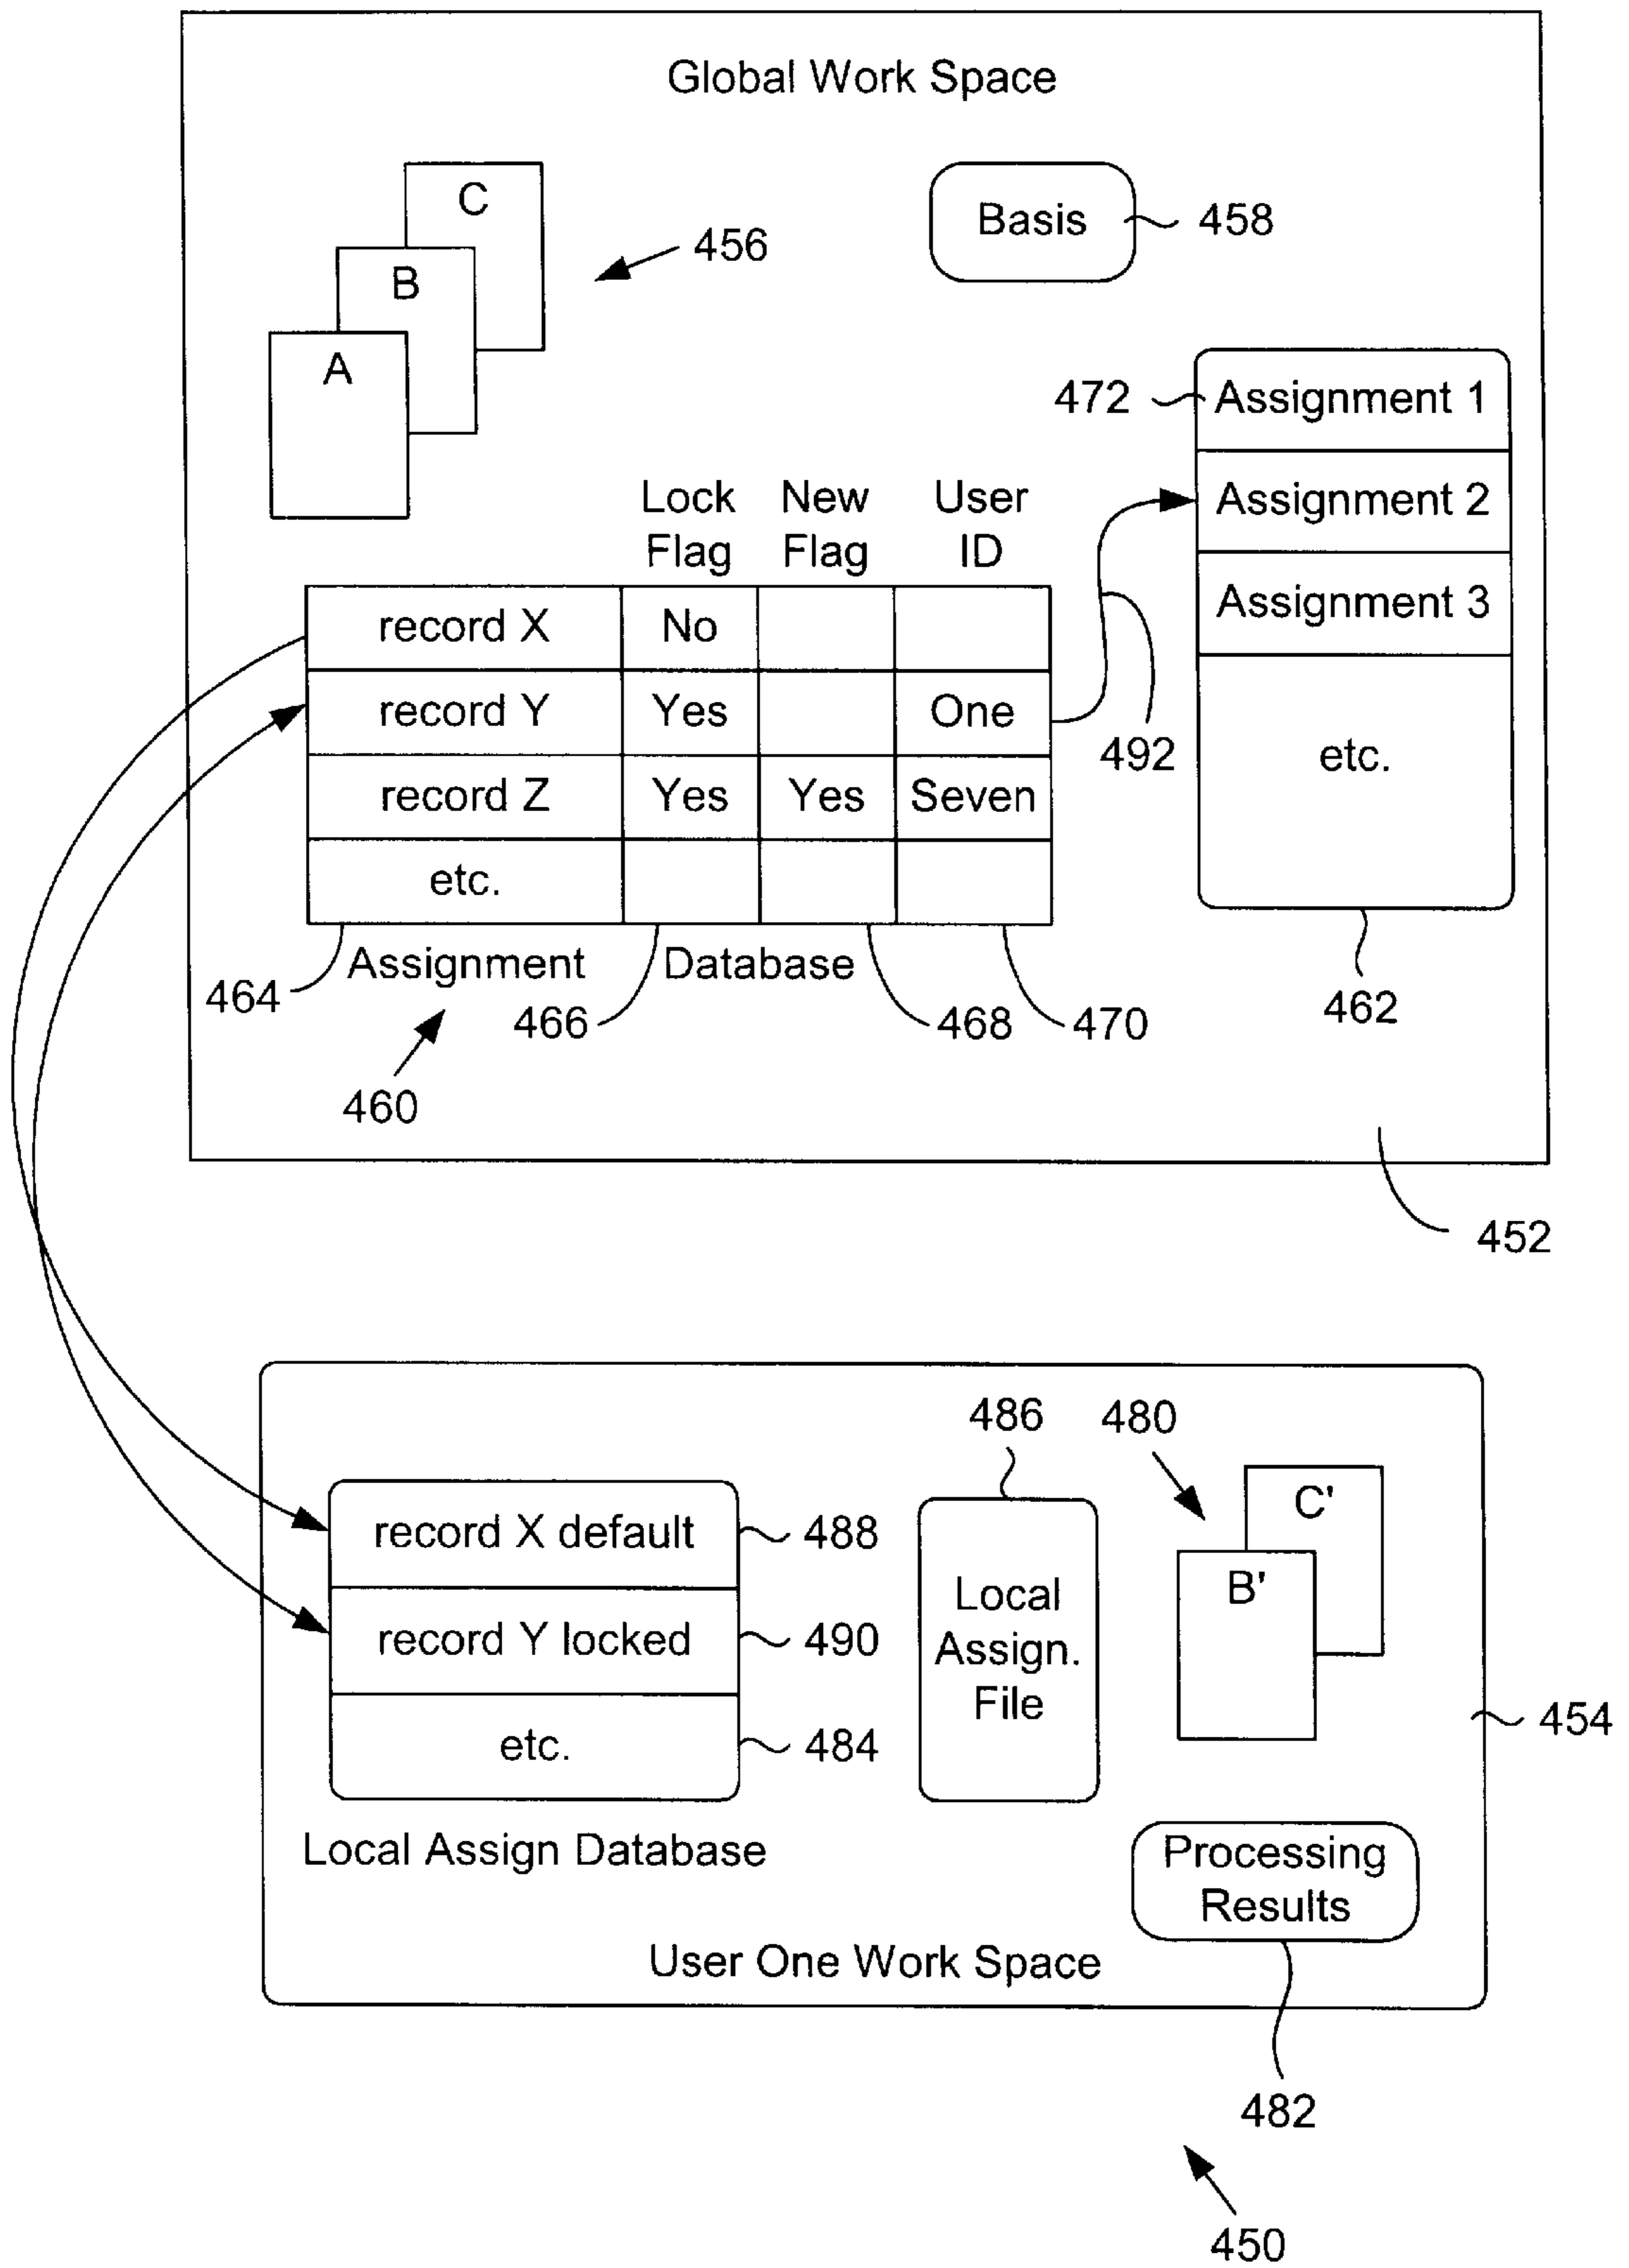 Global Work Space
C
B
A
456
Basis
458
472
Assignment 1
Assignment 2
Assignment 3
etc.
462
Lock Flag
New Flag
User ID
record X No
record Y Yes One
record Z Yes Yes Seven
etc.
492
Assignment Database
464
466
468
470
460
452
486
480
record X default
488
record Y locked
490
etc.
484
Local Assign Database
Local
Assign.
File
C'
B'
454
Processing
Results
User One Work Space
482
450